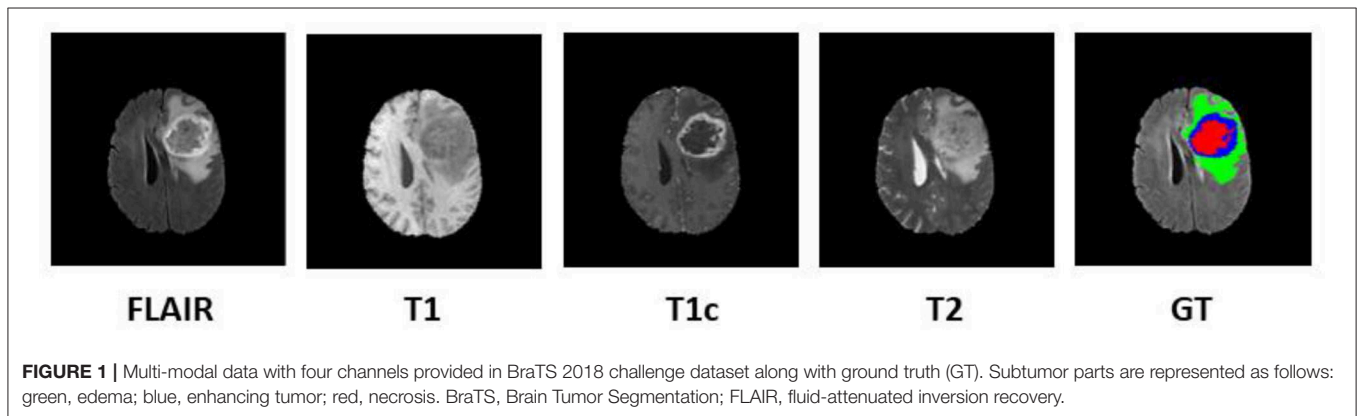 FLAIR T1 T1c T2 GT
FIGURE 1 | Multi-modal data with four channels provided in BraTS 2018 challenge dataset along with ground truth (GT). Subtumor parts are represented as follows:
green, edema; blue, enhancing tumor; red, necrosis. BraTS, Brain Tumor Segmentation; FLAIR, fluid-attenuated inversion recovery.